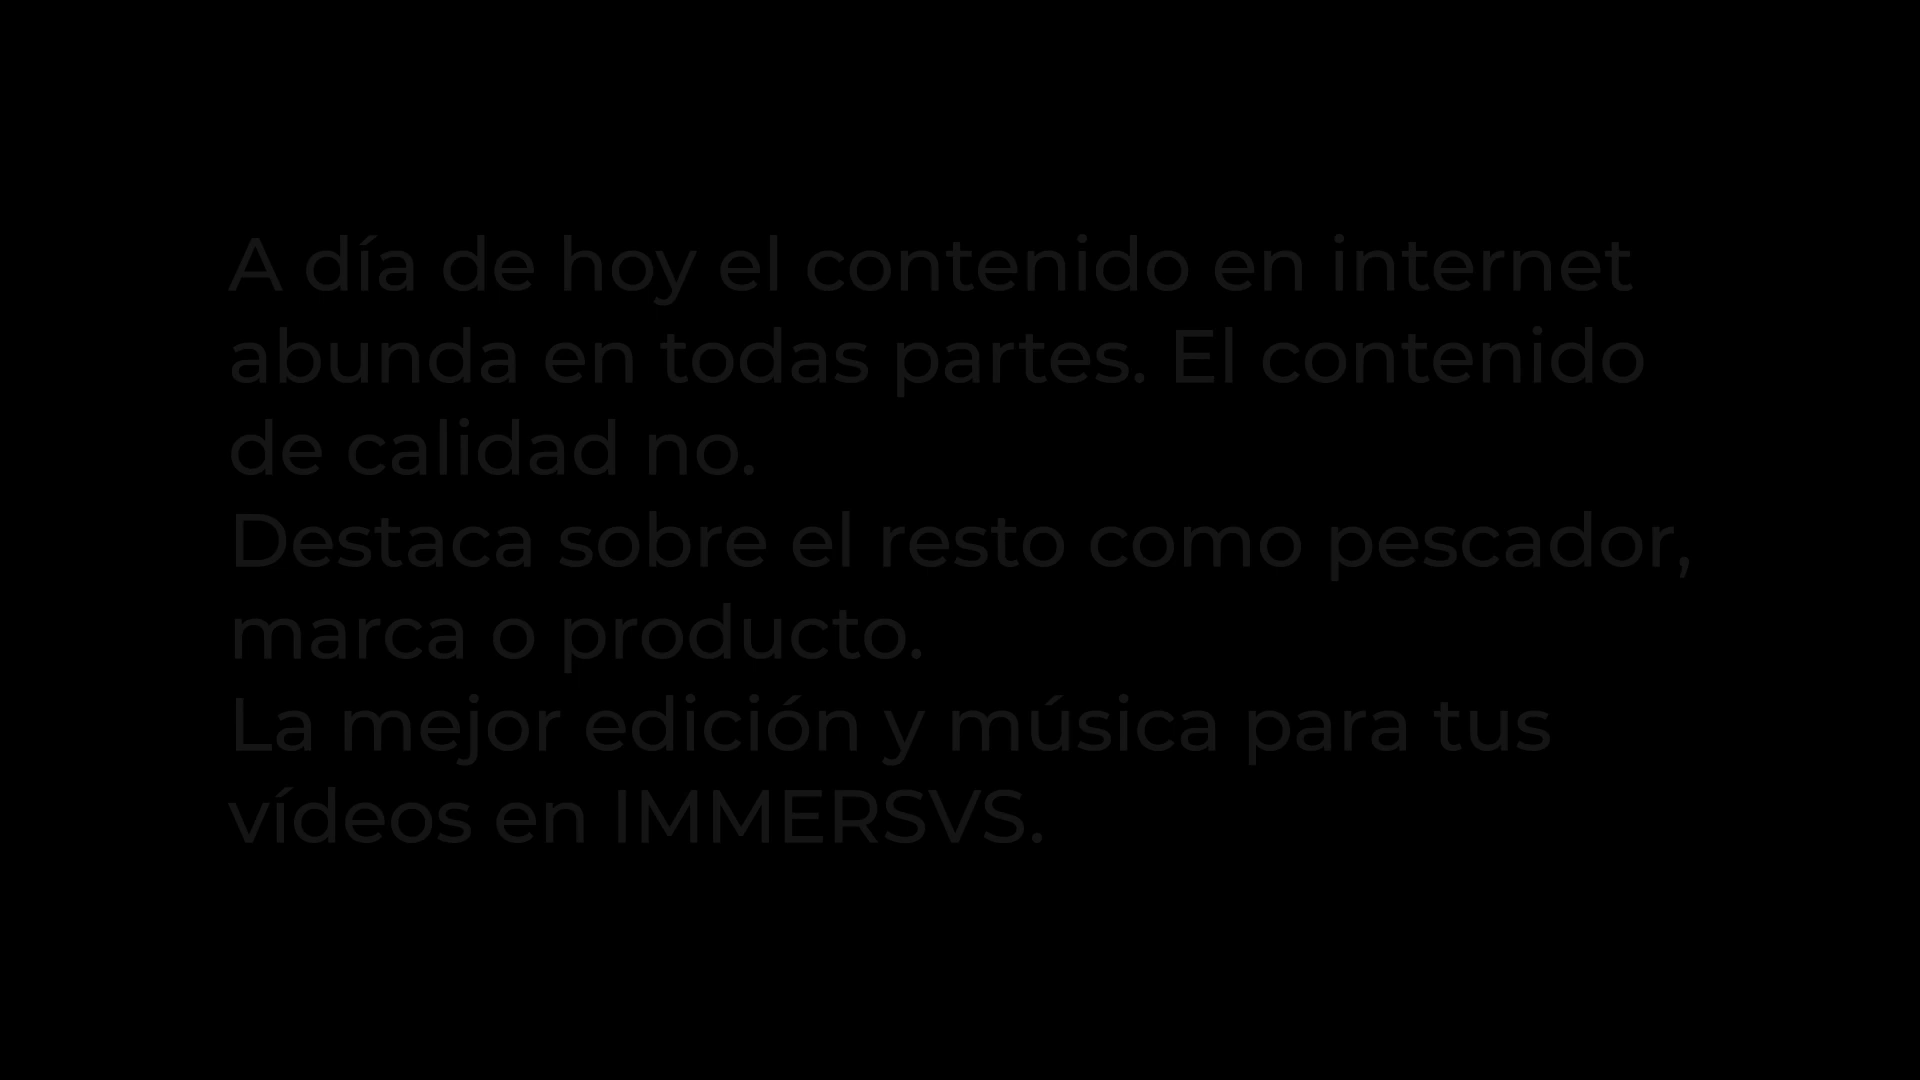 A día de hoy el contenido en internet
abunda en todas partes. El contenido
de calidad no.
Destaca sobre el resto como pescador,
marca o producto.
La mejor edición y música para tus
vídeos en IMMERSVS.